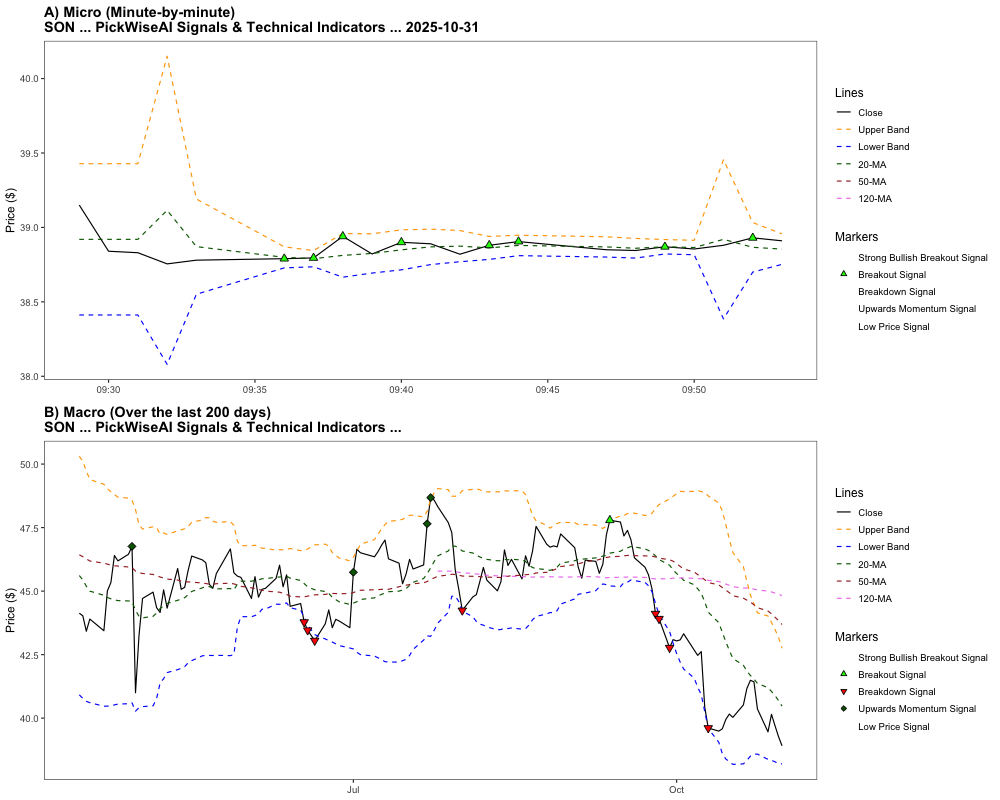 A) Micro (Minute-by-minute)
SON ... PickWiseAI Signals & Technical Indicators ... 2025-10-31
Price ($)
40.0
39.5
39.0
38.5
38.0
09:30
09:35
09:40
09:45
09:50
Lines
Close
Upper Band
Lower Band
20-MA
50-MA
120-MA
Markers
Strong Bullish Breakout Signal
Breakout Signal
Breakdown Signal
Upwards Momentum Signal
Low Price Signal
B) Macro (Over the last 200 days)
SON ... PickWiseAI Signals & Technical Indicators ...
Price ($)
50.0
47.5
45.0
42.5
40.0
Jul
Oct
Lines
Close
Upper Band
Lower Band
20-MA
50-MA
120-MA
Markers
Strong Bullish Breakout Signal
Breakout Signal
Breakdown Signal
Upwards Momentum Signal
Low Price Signal